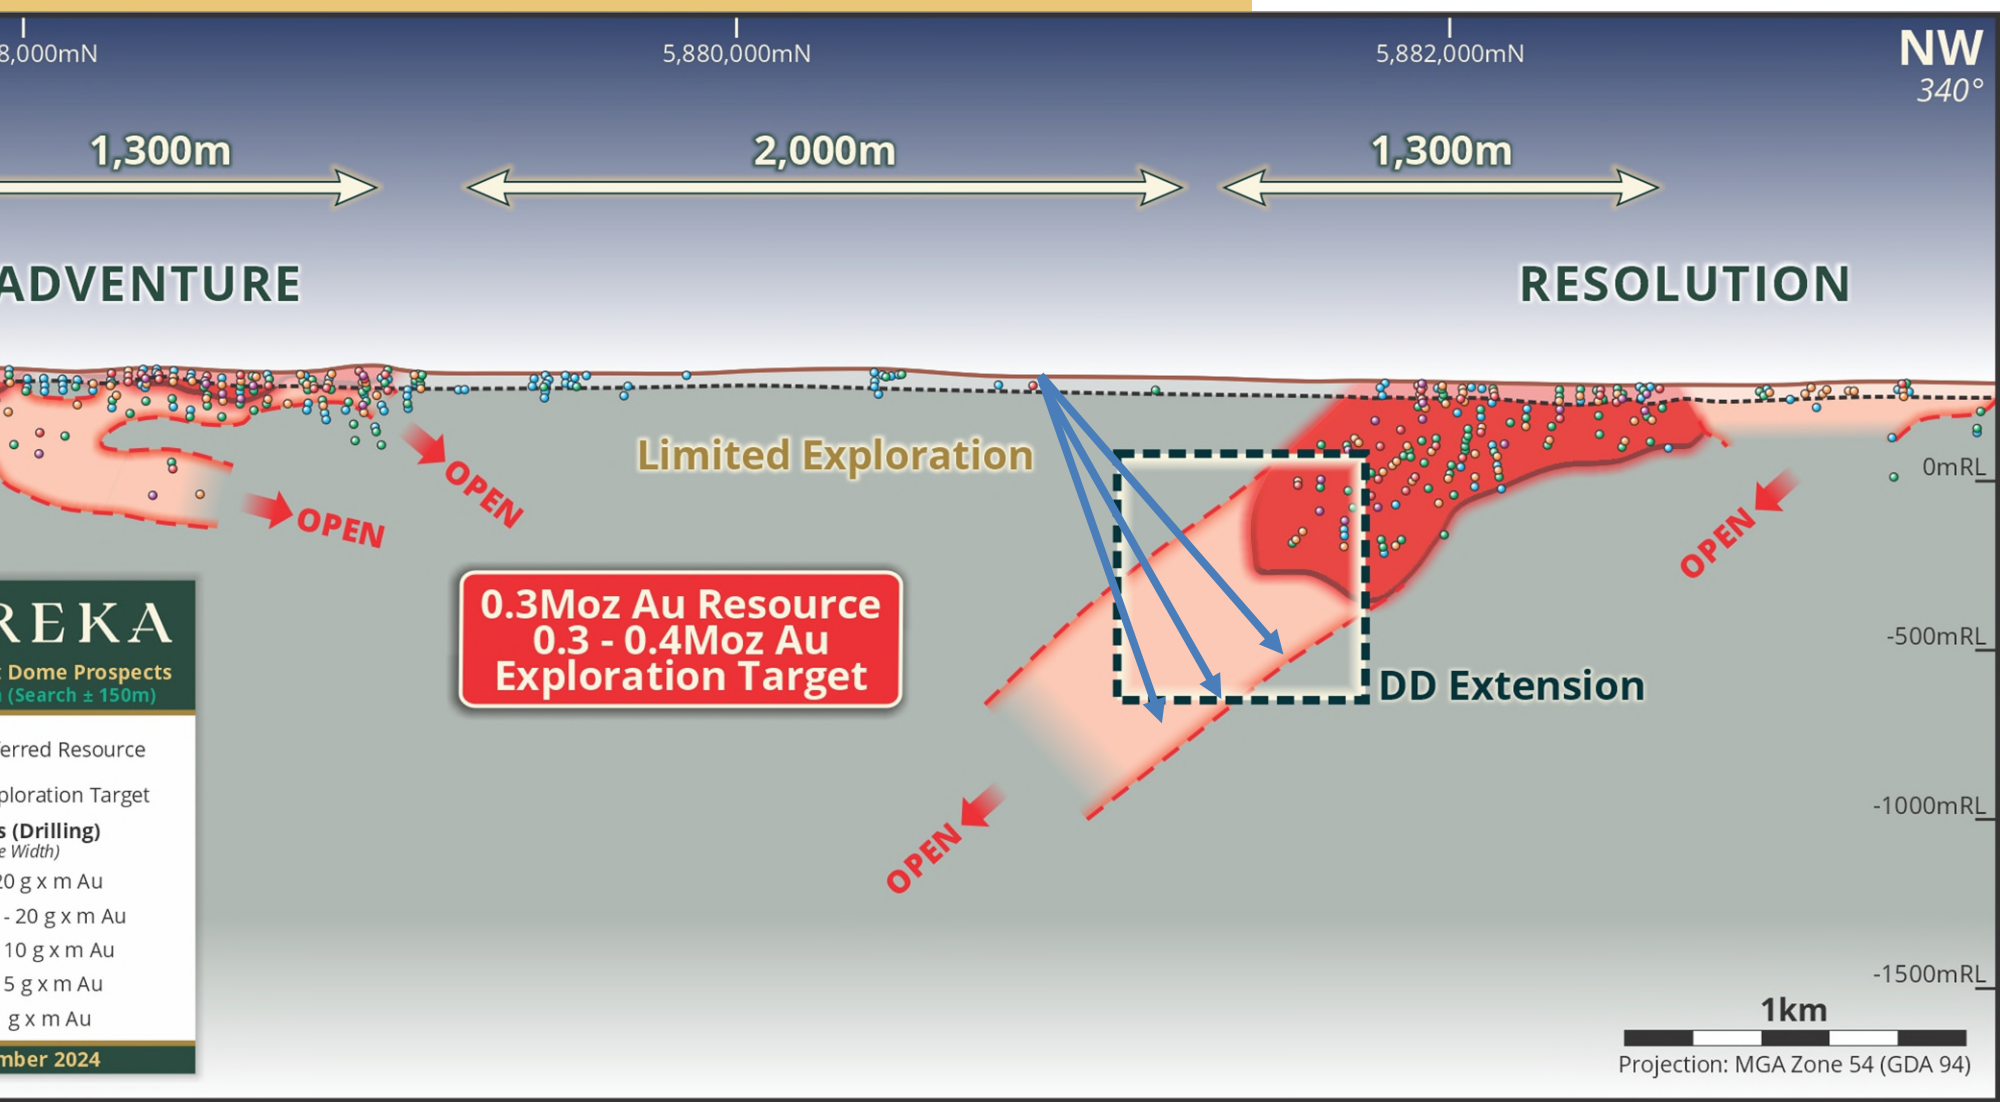 8,000mN
5,880,000mN
5,882,000mN
NW
340°
1,300m
2,000m
1,300m
ADVENTURE
RESOLUTION
Limited Exploration
OPEN
OPEN
0mRL
OPEN
0.3Moz Au Resource
0.3 - 0.4Moz Au
Exploration Target
-500mRL
DD Extension
REKA
Dome Prospects
(Search ± 150m)
erred Resource
ploration Target
s (Drilling)
e Width)
20 g x m Au
- 20 g x m Au
10 g x m Au
5 g x m Au
g x m Au
mber 2024
OPEN
-1000mRL
-1500mRL
1km
Projection: MGA Zone 54 (GDA 94)